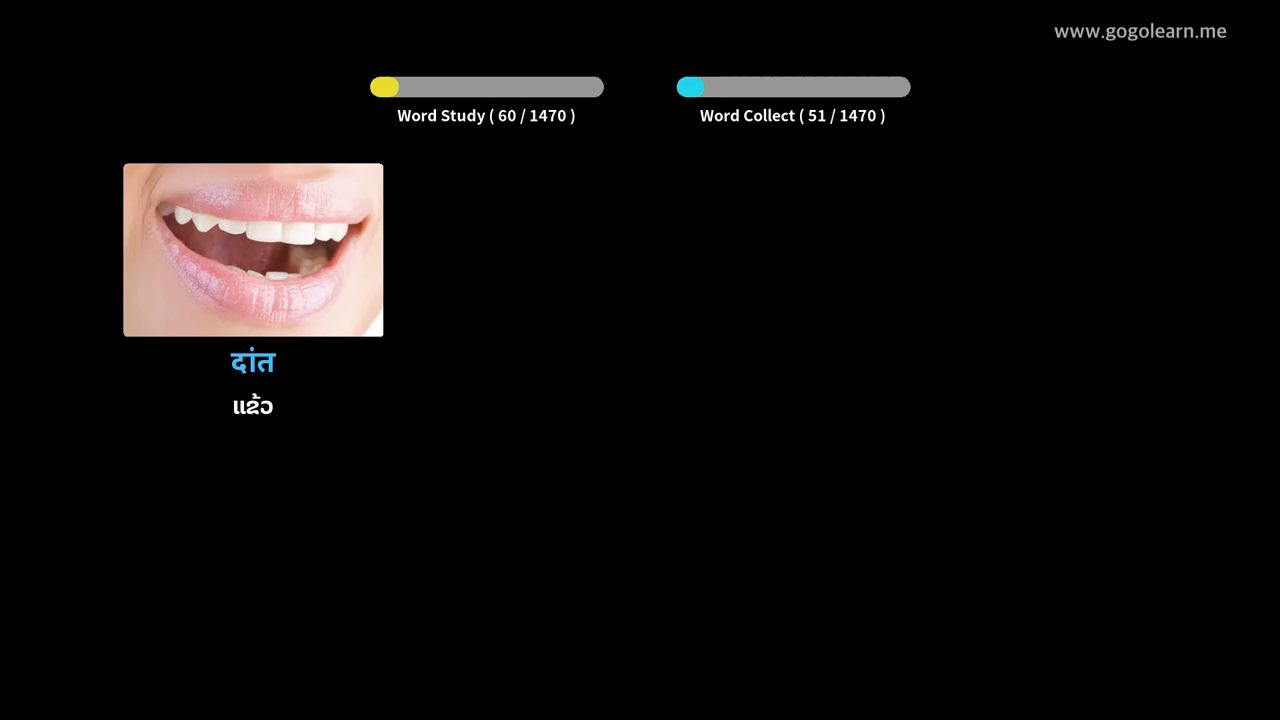 www.gogolearn.me
Word Study ( 60 / 1470 )
Word Collect ( 51 / 1470 )
दांत
ແຂ້ວ